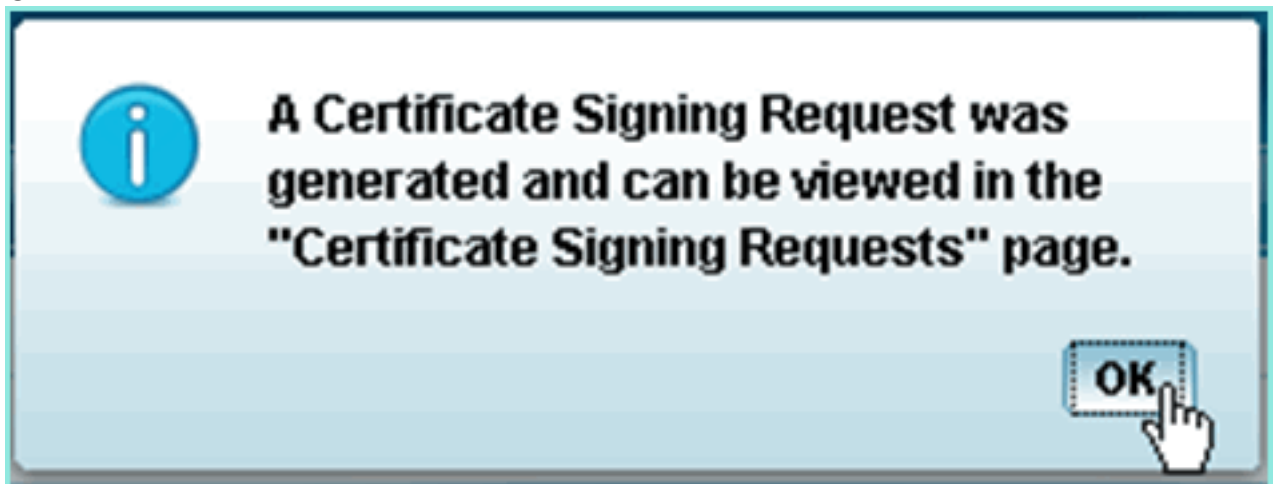 A Certificate Signing Request was
generated and can be viewed in the
"Certificate Signing Requests" page.
OK